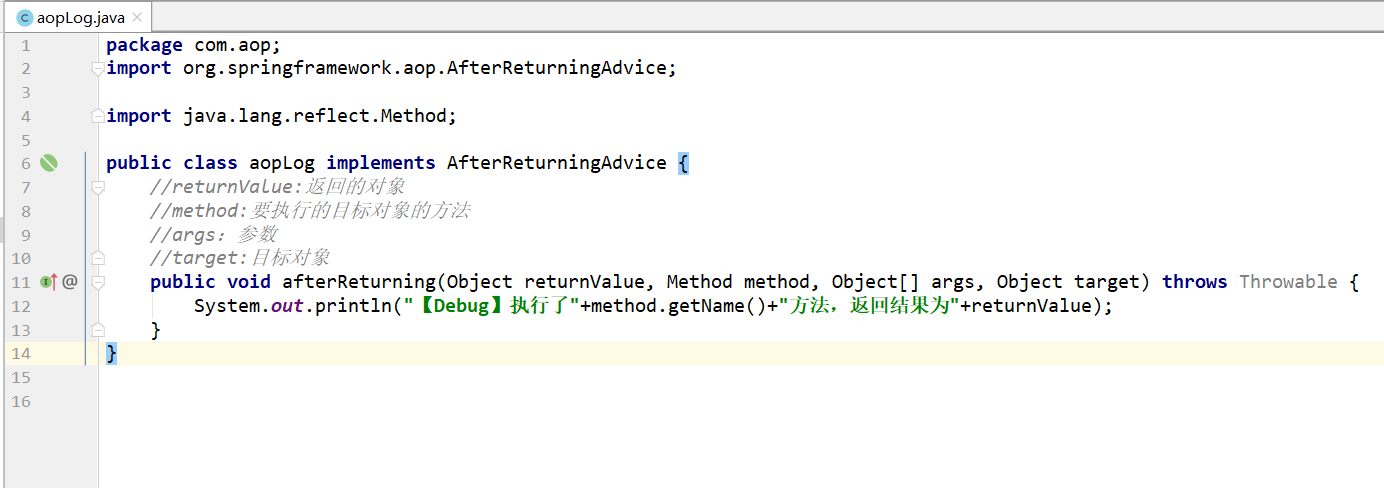 aopLog.java
1 package com.aop;
2 import org.springframework.aop.AfterReturningAdvice;
3
4 import java.lang.reflect.Method;
5
6 public class aopLog implements AfterReturningAdvice {
7 //returnValue:返回的对象
8 //method:要执行的目标对象的方法
9 //args：参数
10 //target:目标对象
11 public void afterReturning(Object returnValue, Method method, Object[] args, Object target) throws Throwable {
12 System.out.println("【Debug】执行了"+method.getName()+"方法，返回结果为"+returnValue);
13 }
14 }
15
16